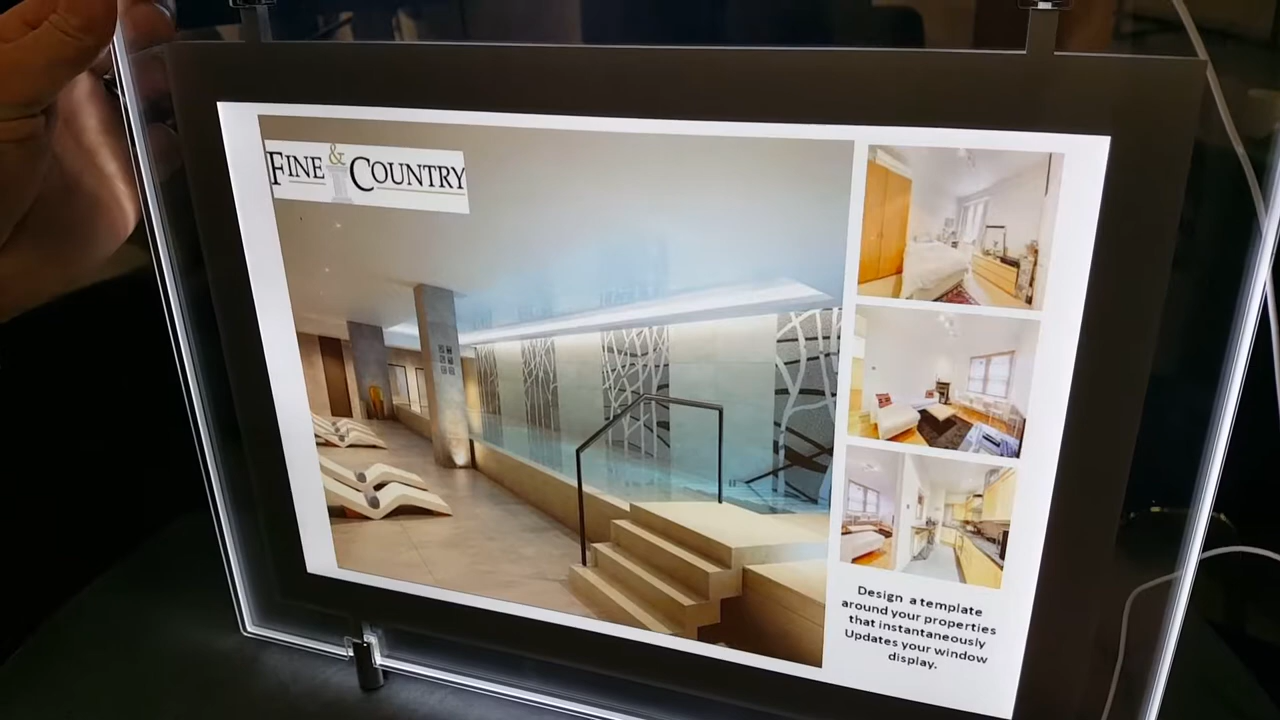 FINE & COUNTRY
Design a template
around your properties
that instantaneously
Updates your window
display.